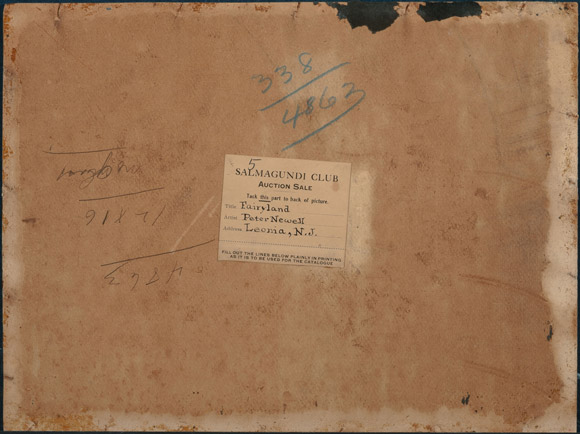 338
4863
5
SALMAGUNDI CLUB
AUCTION SALE
Tack this part to back of picture.
Title, Fairyland
Artist, Peter Newell
Address, Leonia, N.J.
FILL OUT THE LINES BELOW PLAINLY IN PRINTING
AS IT IS TO BE USED FOR THE CATALOGUE
4863